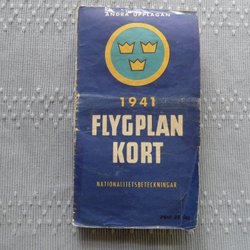 ANDRA UPPLAGAN
1941
FLYGPLAN
KORT
NATIONALITETSBETECKNINGAR